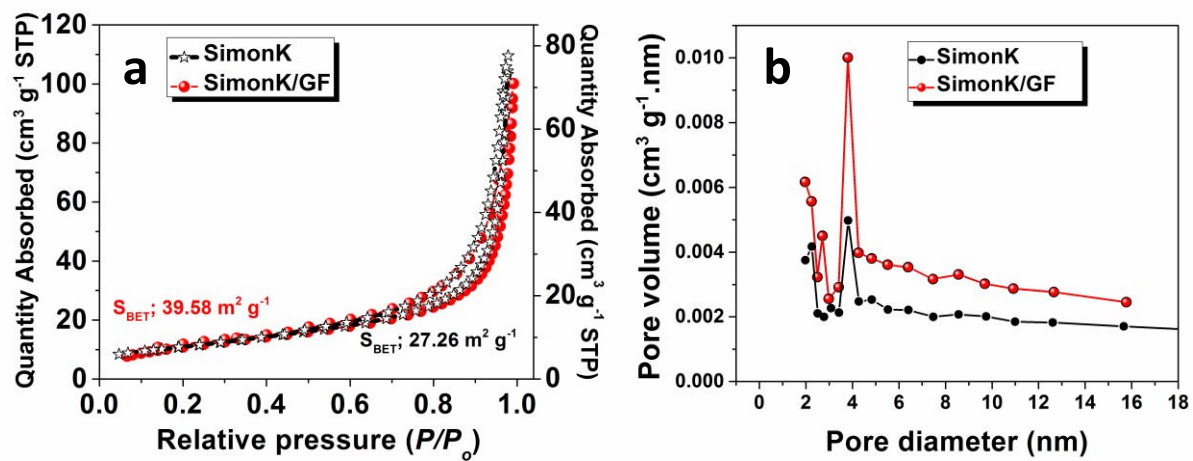 a
SimonK
SimonK/GF
Quantity Absorbed (cm³ g⁻¹ STP)
120
100
80
60
40
20
0
Quantity Absorbed (cm³ g⁻¹ STP)
80
60
40
20
0
S_BET; 39.58 m² g⁻¹
S_BET; 27.26 m² g⁻¹
0.0 0.2 0.4 0.6 0.8 1.0
Relative pressure (P/P_o)
b
SimonK
SimonK/GF
Pore volume (cm³ g⁻¹.nm)
0.010
0.008
0.006
0.004
0.002
0.000
0 2 4 6 8 10 12 14 16 18
Pore diameter (nm)